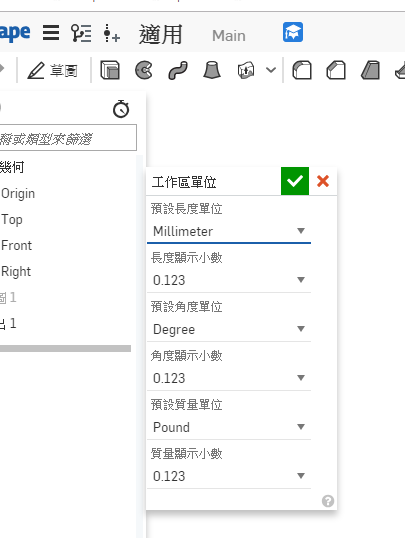 ape 適用 Main
草圖
稱或類型來篩選
幾何
Origin
Top
Front
Right
圖 1
出 1
工作區單位
預設長度單位
Millimeter
長度顯示小數
0.123
預設角度單位
Degree
角度顯示小數
0.123
預設質量單位
Pound
質量顯示小數
0.123